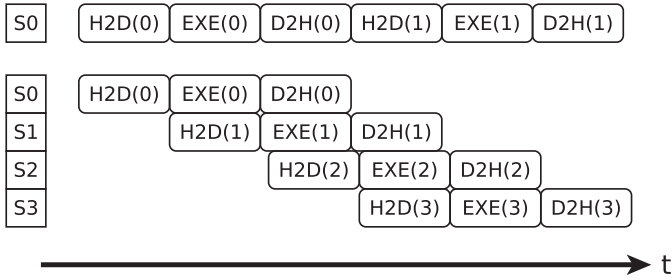 S0 H2D(0) EXE(0) D2H(0) H2D(1) EXE(1) D2H(1)
S0 H2D(0) EXE(0) D2H(0)
S1 H2D(1) EXE(1) D2H(1)
S2 H2D(2) EXE(2) D2H(2)
S3 H2D(3) EXE(3) D2H(3)
t